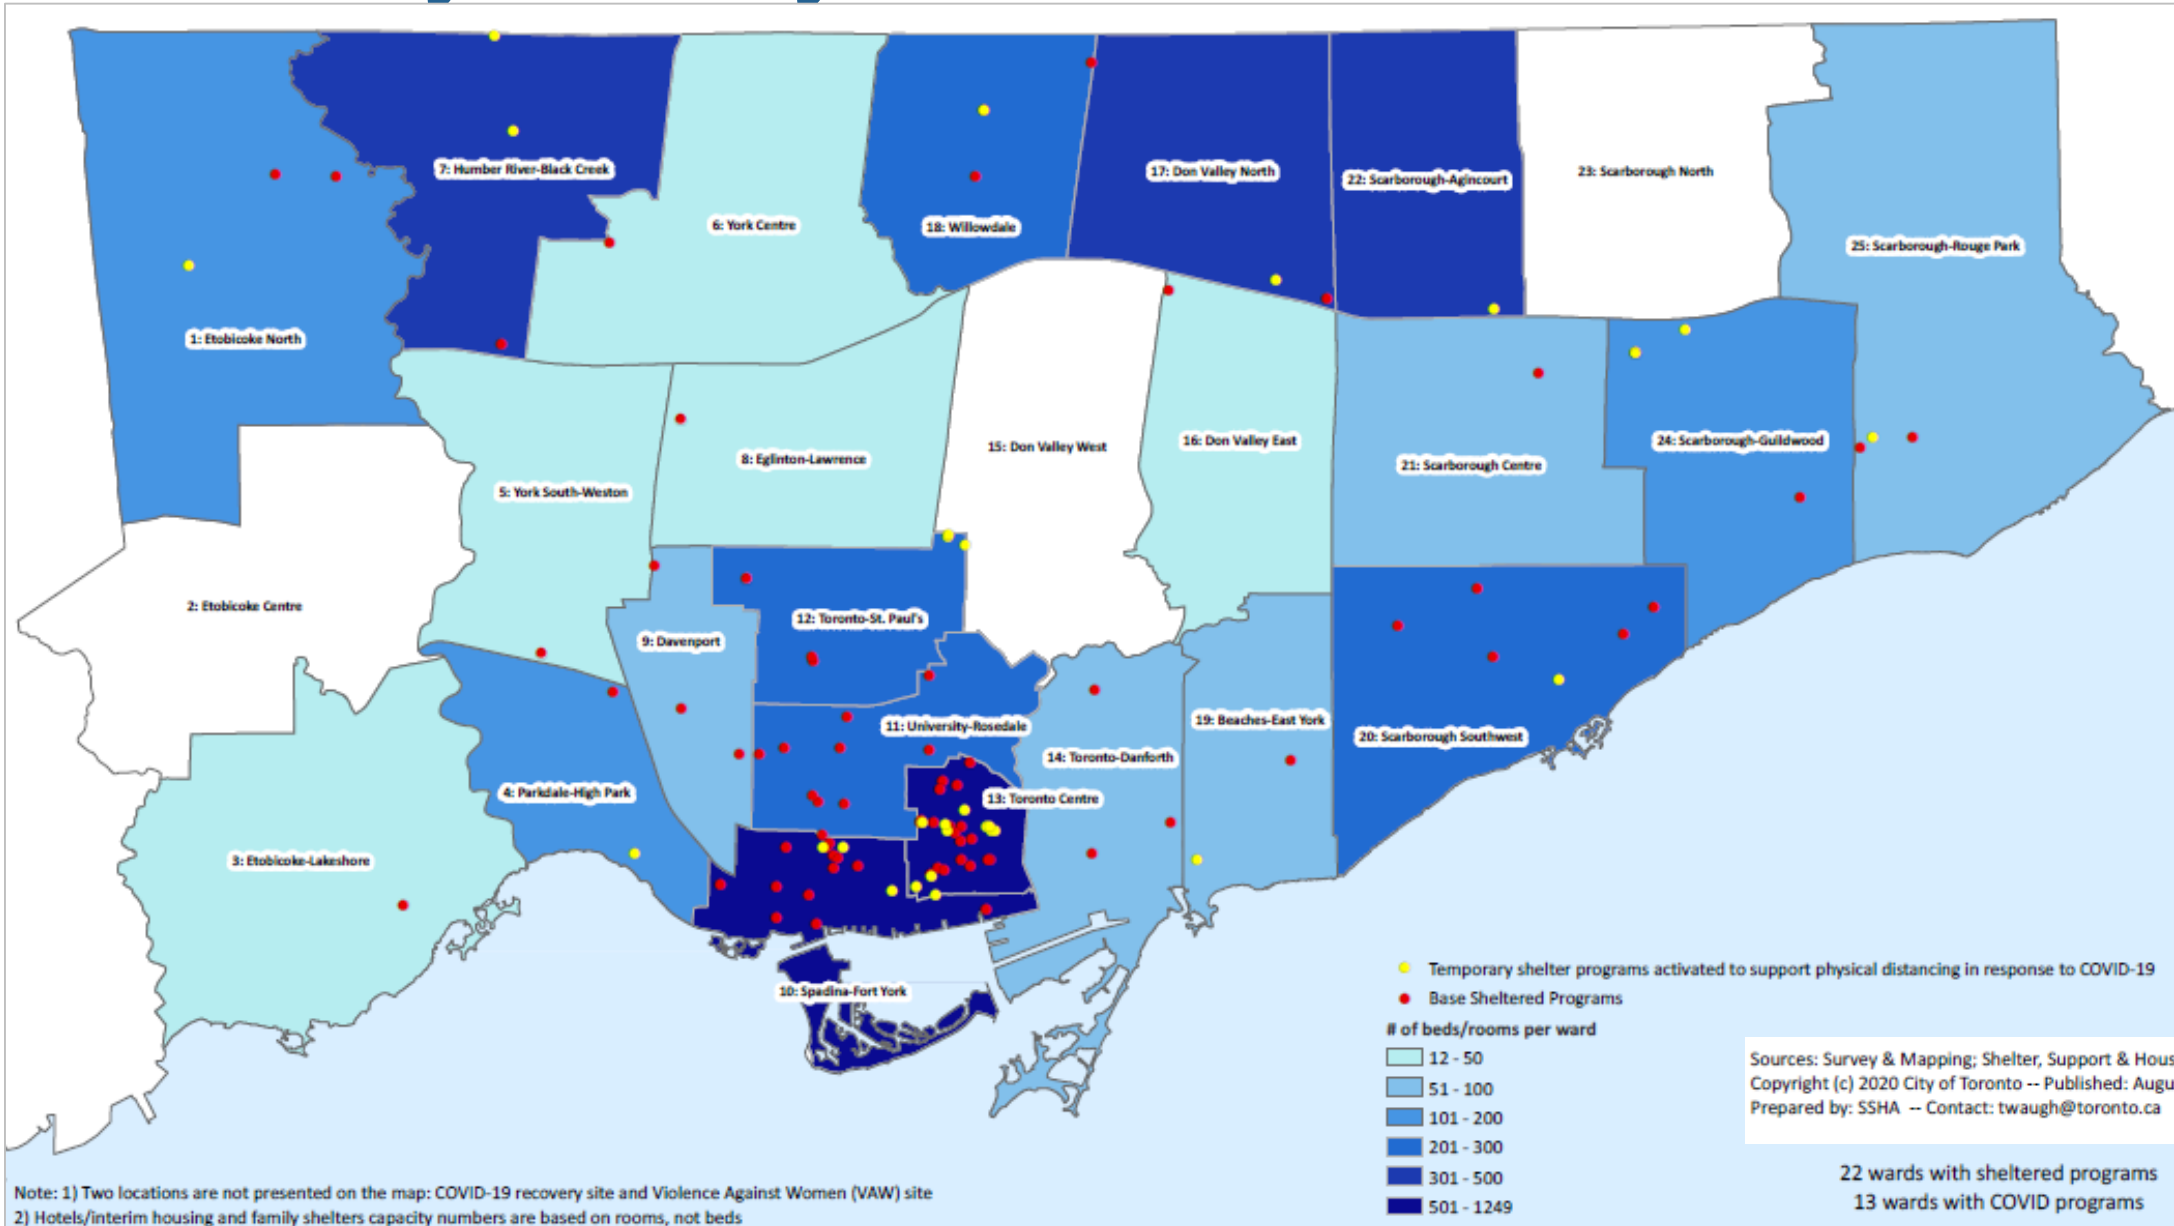 7: Humber River-Black Creek
17: Don Valley North
23: Scarborough North
22: Scarborough-Agincourt
6: York Centre
18: Willowdale
25: Scarborough-Rouge Park
1: Etobicoke North
15: Don Valley West
16: Don Valley East
24: Scarborough-Guildwood
8: Eglinton-Lawrence
21: Scarborough Centre
5: York South-Weston
2: Etobicoke Centre
12: Toronto-St. Paul's
9: Davenport
11: University-Rosedale
19: Beaches-East York
20: Scarborough Southwest
14: Toronto-Danforth
4: Parkdale-High Park
13: Toronto Centre
3: Etobicoke-Lakeshore
10: Spadina-Fort York
Temporary shelter programs activated to support physical distancing in response to COVID-19
Base Sheltered Programs
# of beds/rooms per ward
12 - 50
51 - 100
101 - 200
201 - 300
301 - 500
501 - 1249
Sources: Survey & Mapping; Shelter, Support & Hous
Copyright (c) 2020 City of Toronto -- Published: Augu
Prepared by: SSHA -- Contact: twaugh@toronto.ca
22 wards with sheltered programs
13 wards with COVID programs
Note: 1) Two locations are not presented on the map: COVID-19 recovery site and Violence Against Women (VAW) site
2) Hotels/interim housing and family shelters capacity numbers are based on rooms, not beds